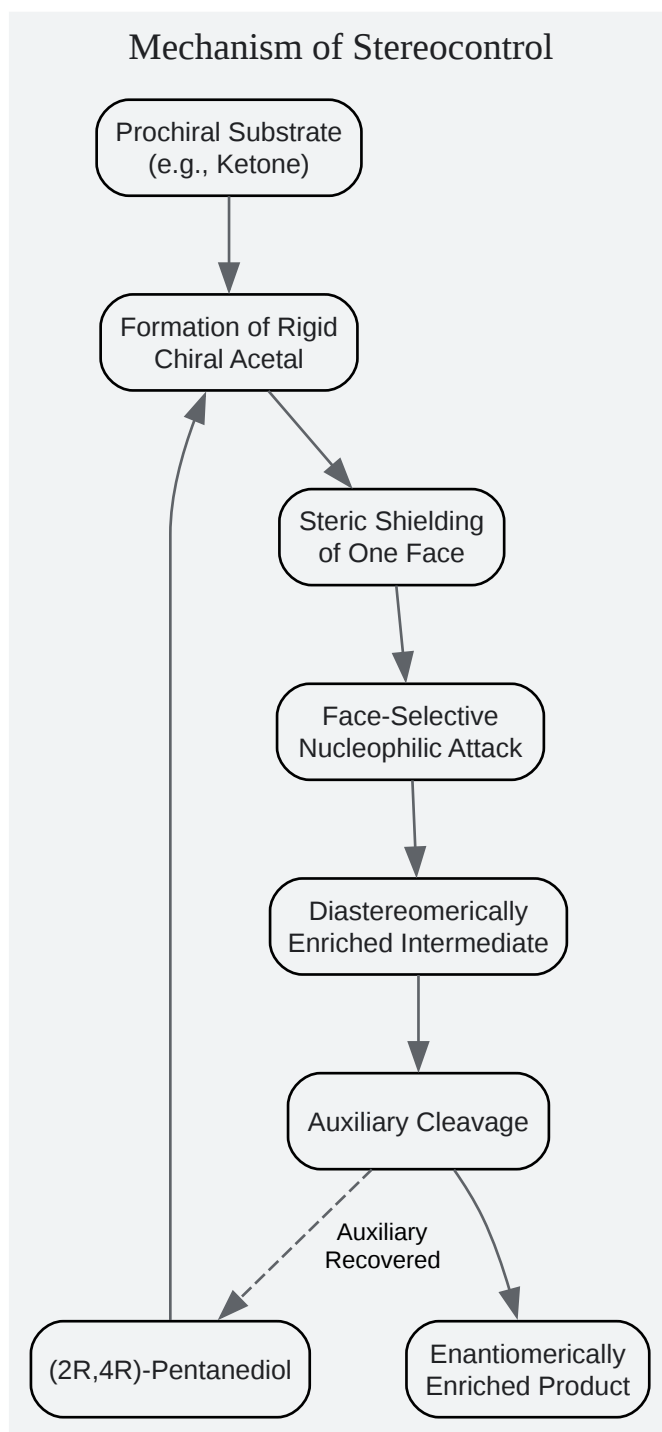 Mechanism of Stereocontrol
Prochiral Substrate
(e.g., Ketone)
Formation of Rigid
Chiral Acetal
Steric Shielding
of One Face
Face-Selective
Nucleophilic Attack
Diastereomerically
Enriched Intermediate
Auxiliary Cleavage
Auxiliary
Recovered
(2R,4R)-Pentanediol
Enantiomerically
Enriched Product